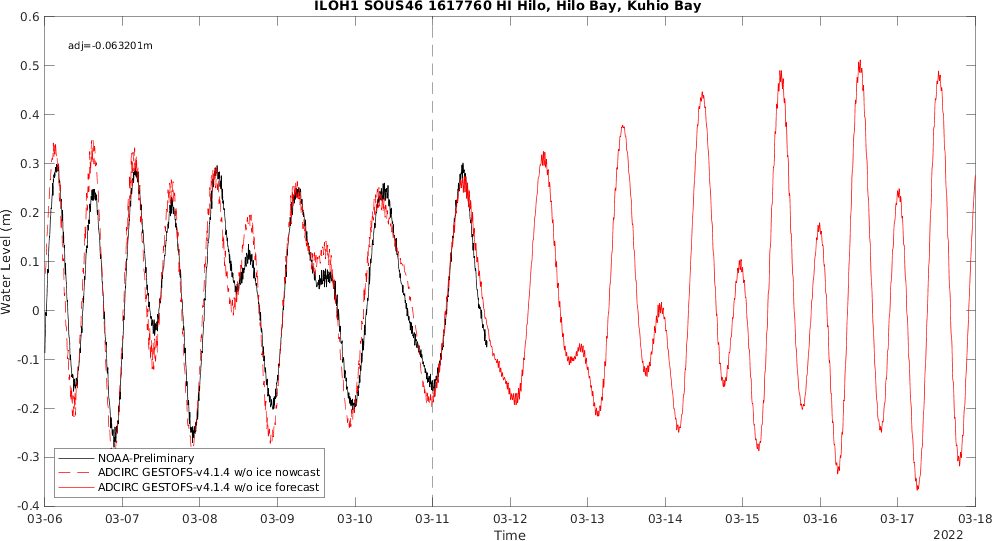 ILOH1 SOUS46 1617760 HI Hilo, Hilo Bay, Kuhio Bay
adj=-0.063201m
Water Level (m)
0.6
0.5
0.4
0.3
0.2
0.1
0
-0.1
-0.2
-0.3
-0.4
NOAA-Preliminary
ADCIRC GESTOFS-v4.1.4 w/o ice nowcast
ADCIRC GESTOFS-v4.1.4 w/o ice forecast
03-06 03-07 03-08 03-09 03-10 03-11 03-12 03-13 03-14 03-15 03-16 03-17 03-18
Time
2022